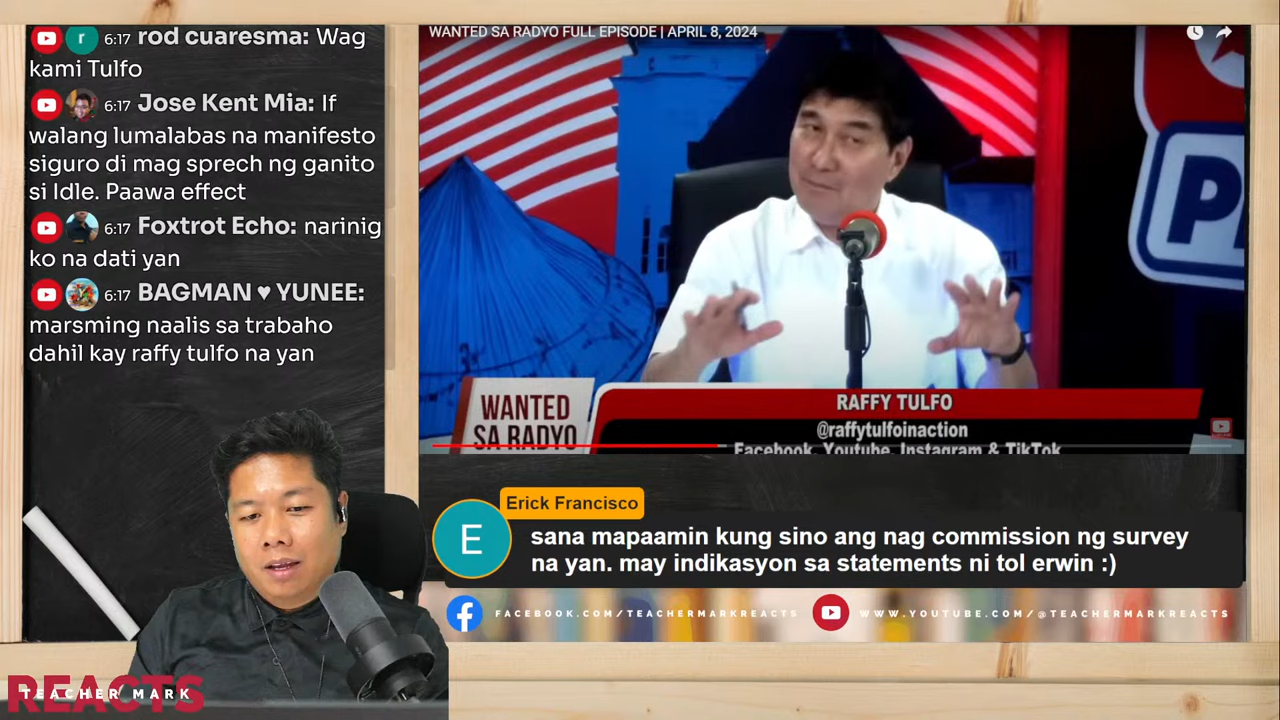 r 6:17 rod cuaresma: Wag
kami Tulfo
6:17 Jose Kent Mia: If
walang lumalabas na manifesto
siguro di mag sprech ng ganito
si Idle. Paawa effect
6:17 Foxtrot Echo: narinig
ko na dati yan
6:17 BAGMAN ♥ YUNEE:
marsming naalis sa trabaho
dahil kay raffy tulfo na yan
WANTED SA RADYO FULL EPISODE | APRIL 8, 2024
P
WANTED
SA RADYO
RAFFY TULFO
@raffytulfoinaction
Facebook, Youtube, Instagram & TikTok
Erick Francisco
E
sana mapaamin kung sino ang nag commission ng survey
na yan. may indikasyon sa statements ni tol erwin :)
FACEBOOK.COM/TEACHERMARKREACTS
WWW.YOUTUBE.COM/@TEACHERMARKREACTS
TEACHER MARK
REACTS